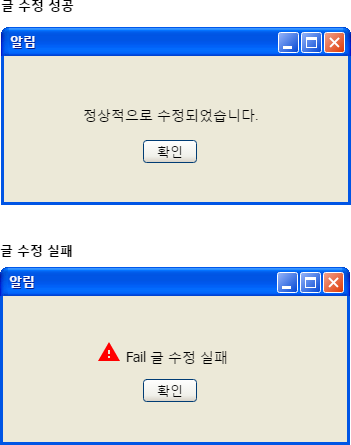 글 수정 성공
알림
정상적으로 수정되었습니다.
확인
글 수정 실패
알림
Fail 글 수정 실패
확인